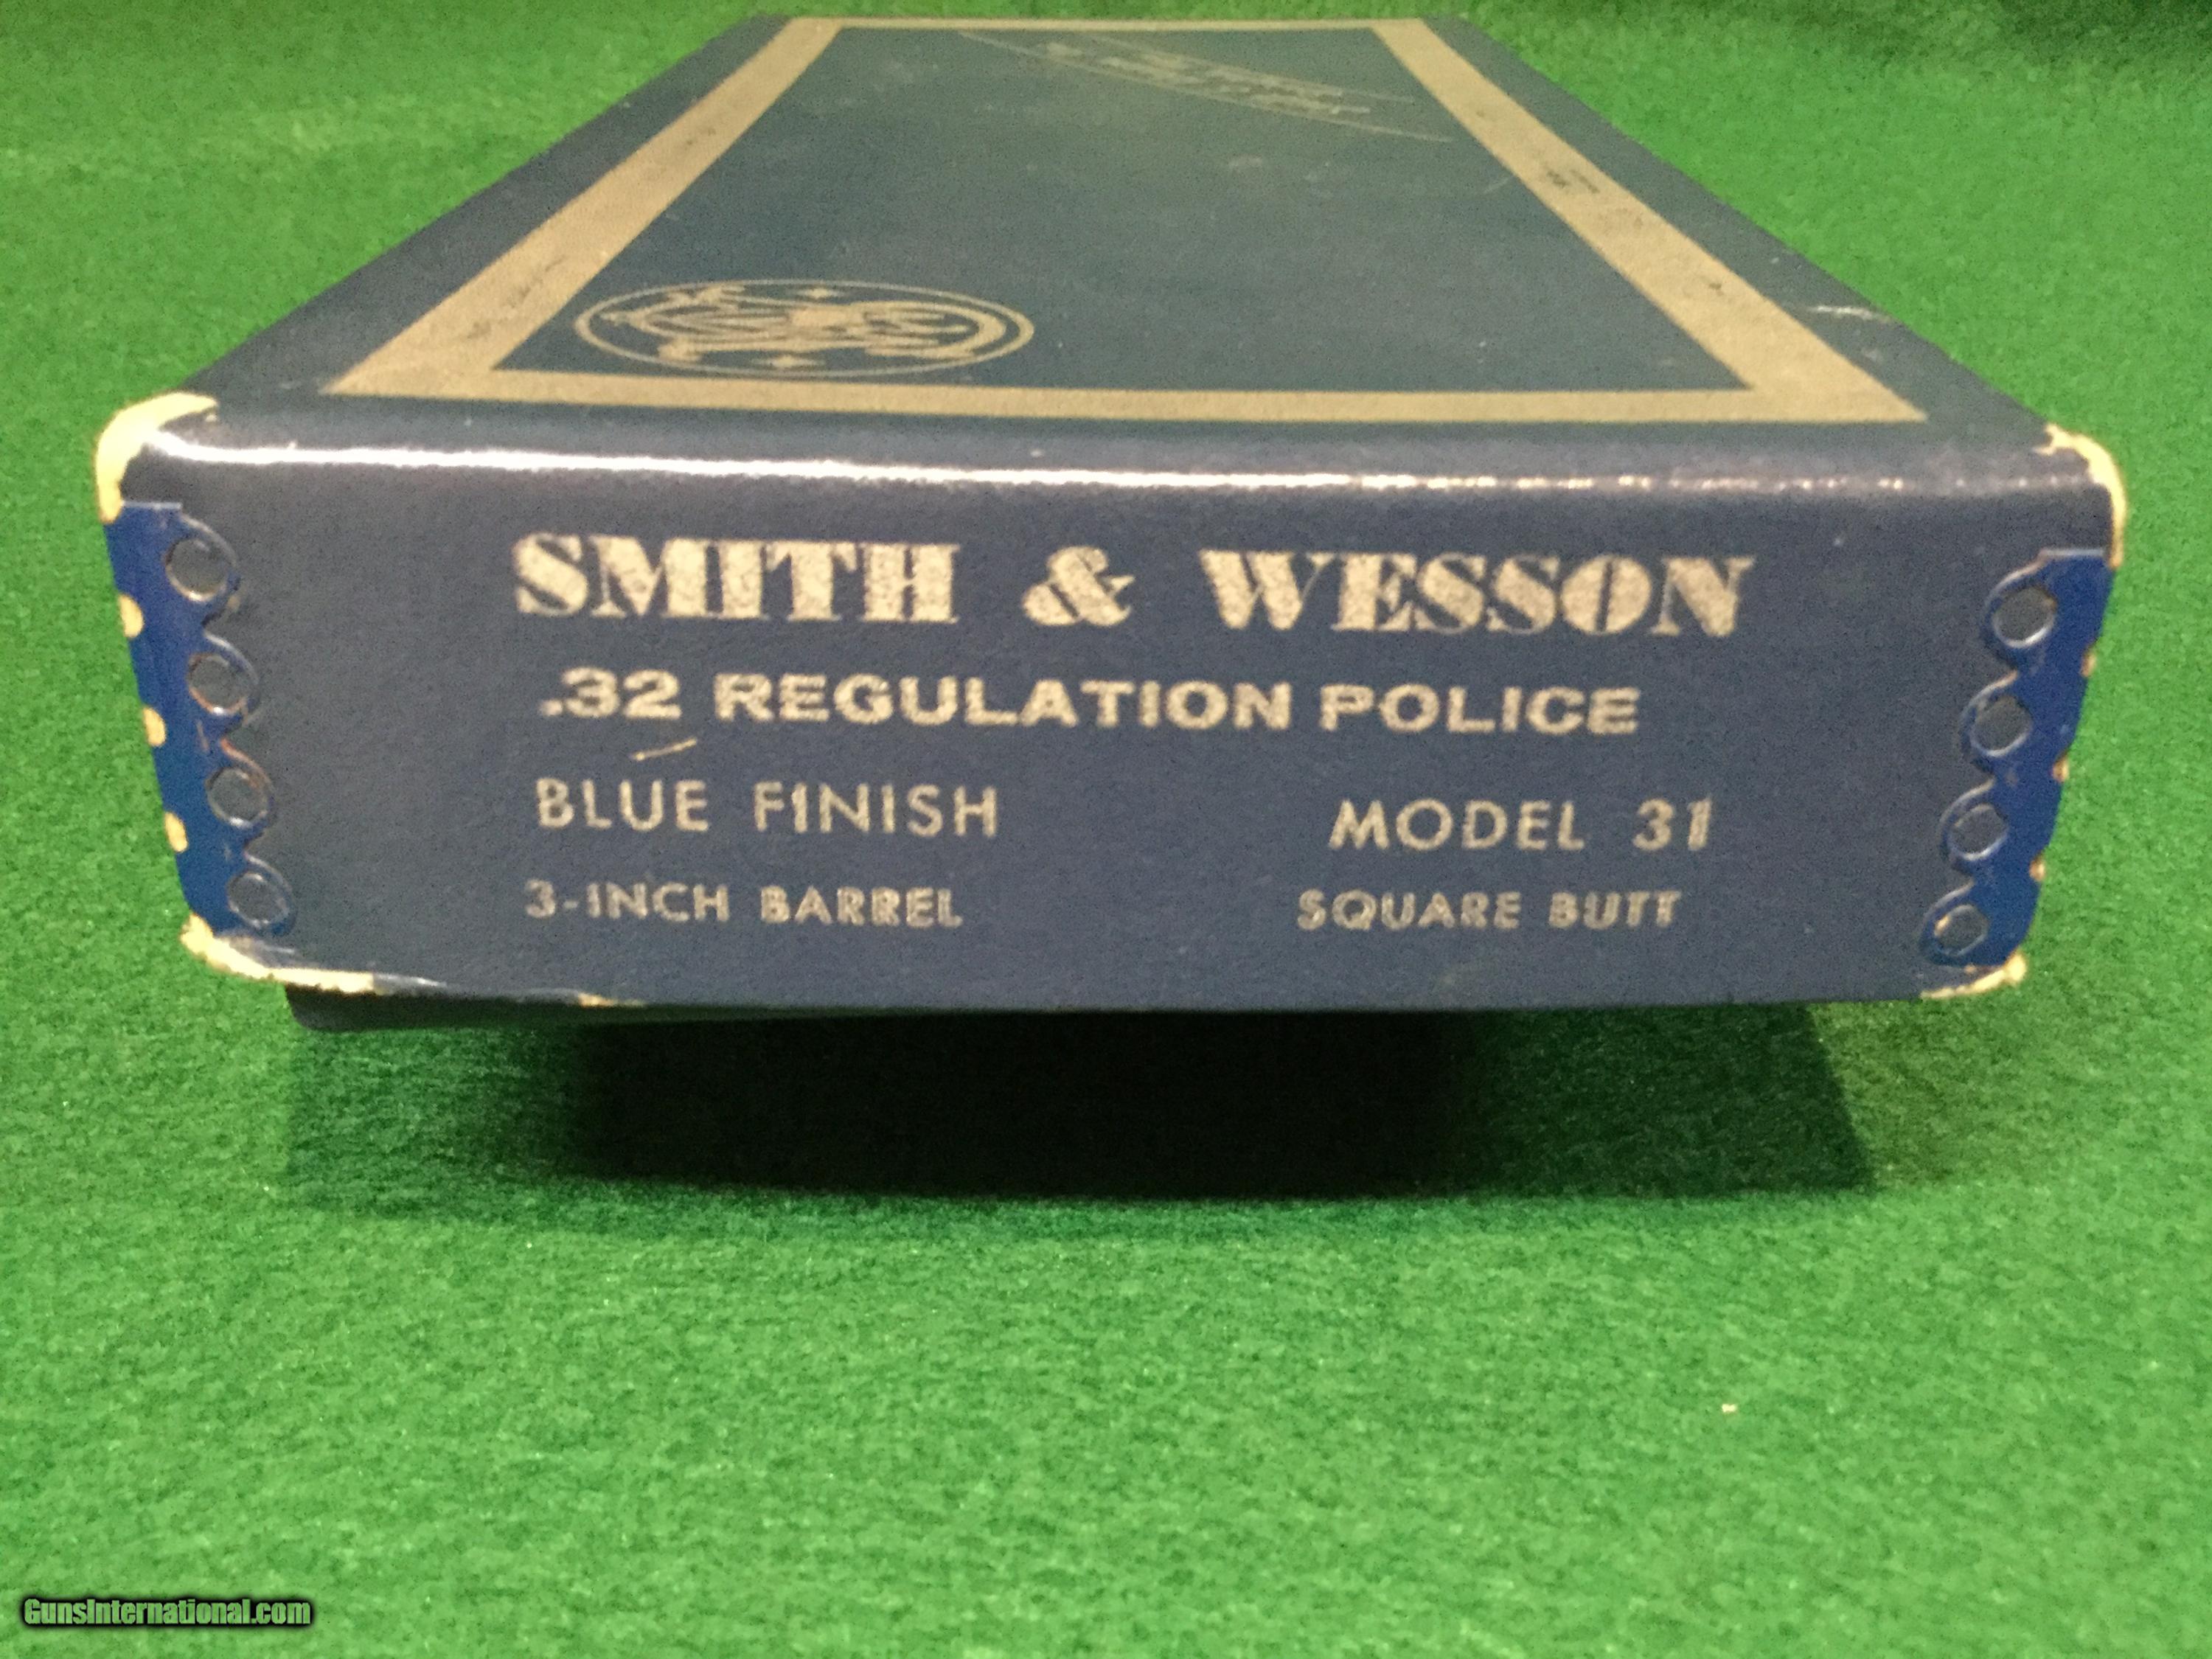 SMITH & WESSON
.32 REGULATION POLICE
BLUE FINISH MODEL 31
3-INCH BARREL SQUARE BUTT
GunsInternational.com